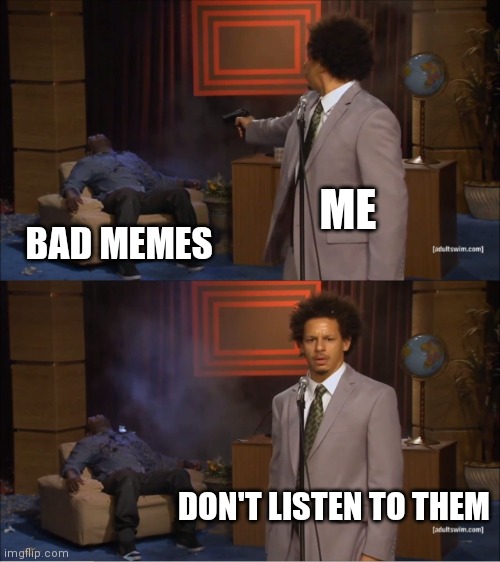 ME
BAD MEMES
[adultswim.com]
DON'T LISTEN TO THEM
[adultswim.com]
imgflip.com